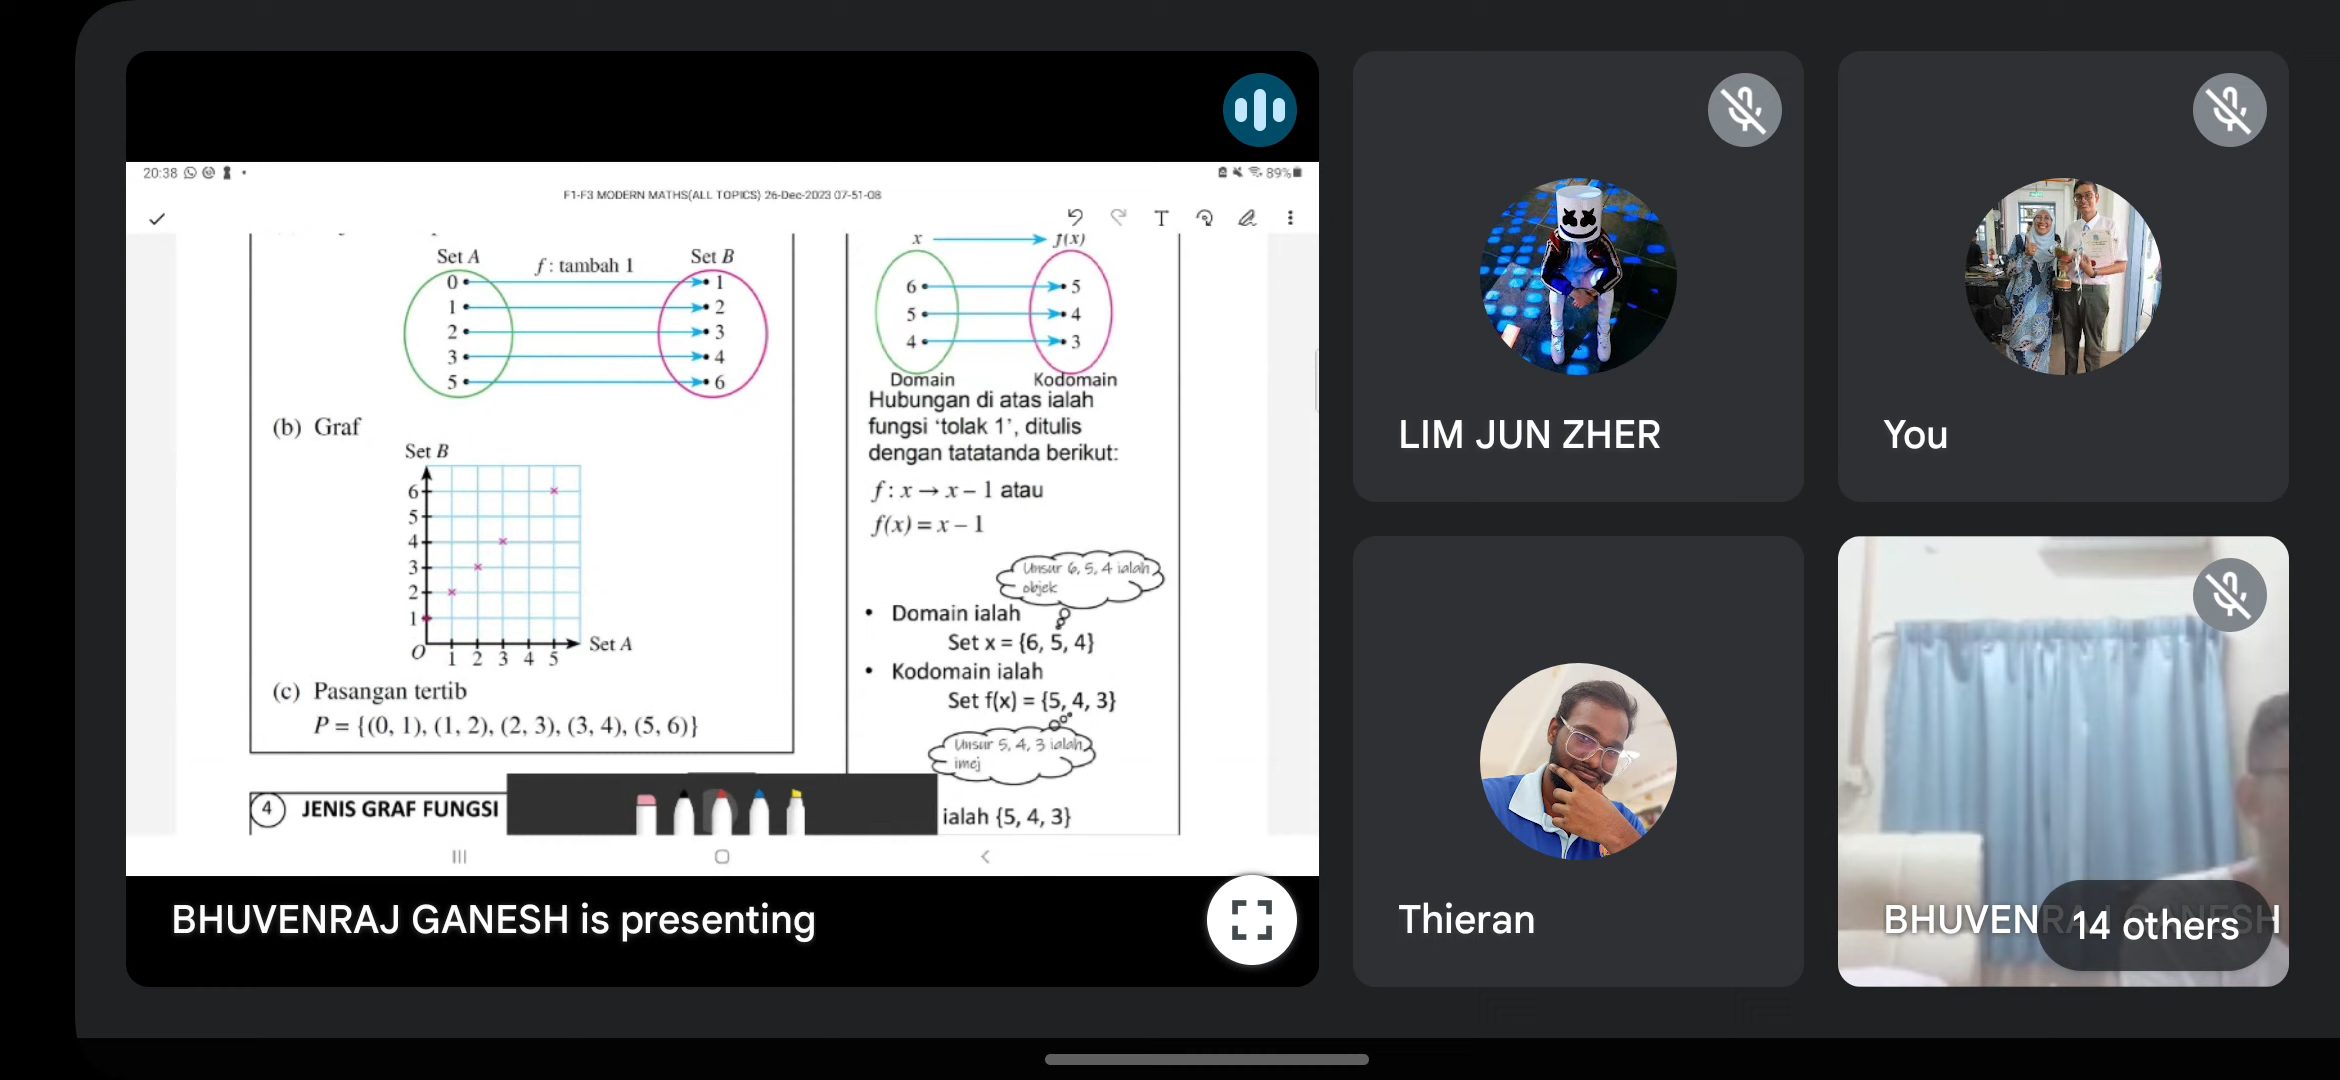 20:38
89%
F1-F3 MODERN MATHS(ALL TOPICS) 26-Dec-2023 07-51-08
T
Set A
f : tambah 1
Set B
0
1
1
2
2
3
3
4
5
6
(b) Graf
Set B
6
5
4
3
2
1
O
1 2 3 4 5
Set A
(c) Pasangan tertib
P = {(0, 1), (1, 2), (2, 3), (3, 4), (5, 6)}
4 JENIS GRAF FUNGSI
x
f(x)
6
5
5
4
4
3
Domain
Kodomain
Hubungan di atas ialah
fungsi ‘tolak 1’, ditulis
dengan tatatanda berikut:
f : x → x – 1 atau
f(x) = x – 1
Unsur 6, 5, 4 ialah
objek
• Domain ialah
Set x = {6, 5, 4}
• Kodomain ialah
Set f(x) = {5, 4, 3}
Unsur 5, 4, 3 ialah
imej
ialah {5, 4, 3}
BHUVENRAJ GANESH is presenting
LIM JUN ZHER
You
Thieran
BHUVENRAJ GANESH
14 others